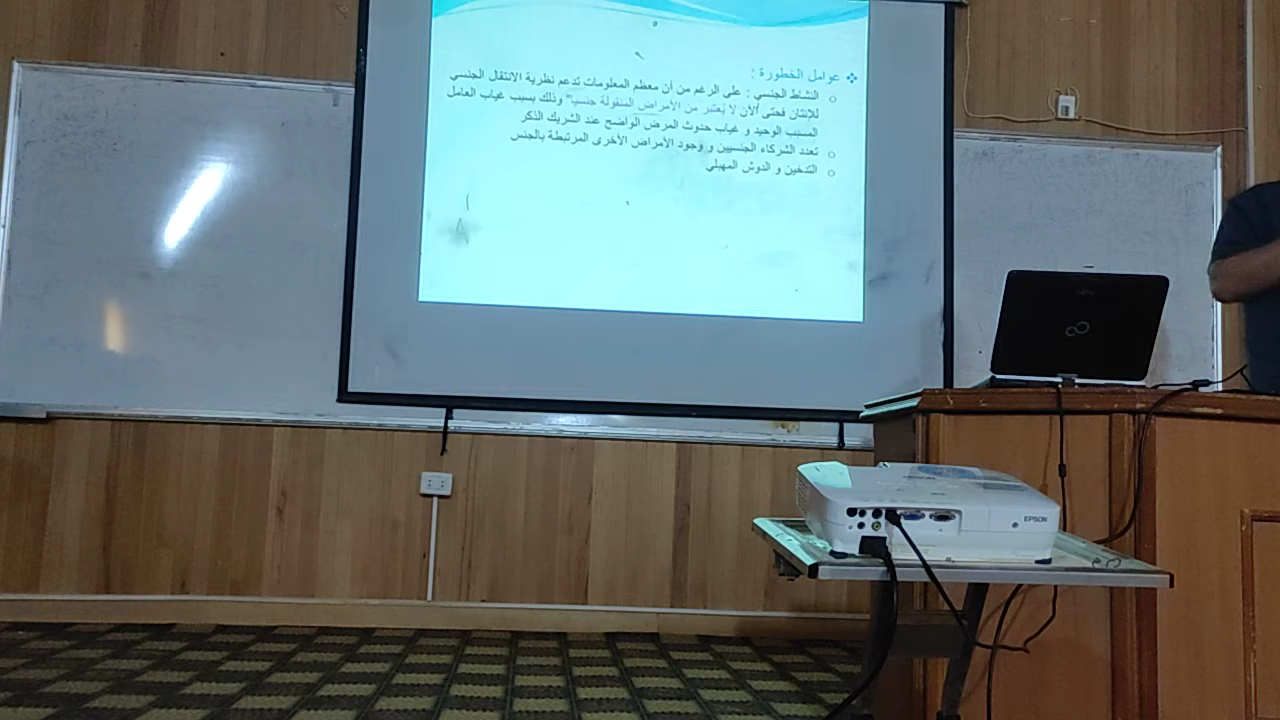 ❖ عوامل الخطورة :
○ النشاط الجنسي : على الرغم من أن معظم المعلومات تدعم نظرية الانتقال الجنسي
للإنتان فحتى الآن لا يُعتبر من الأمراض المنقولة جنسيا" وذلك بسبب غياب العامل
المسبب الوحيد و غياب حدوث المرض الواضح عند الشريك الذكر
○ تعدد الشركاء الجنسيين و وجود الأمراض الأخرى المرتبطة بالجنس
○ التدخين و الدوش المهبلي
EPSON